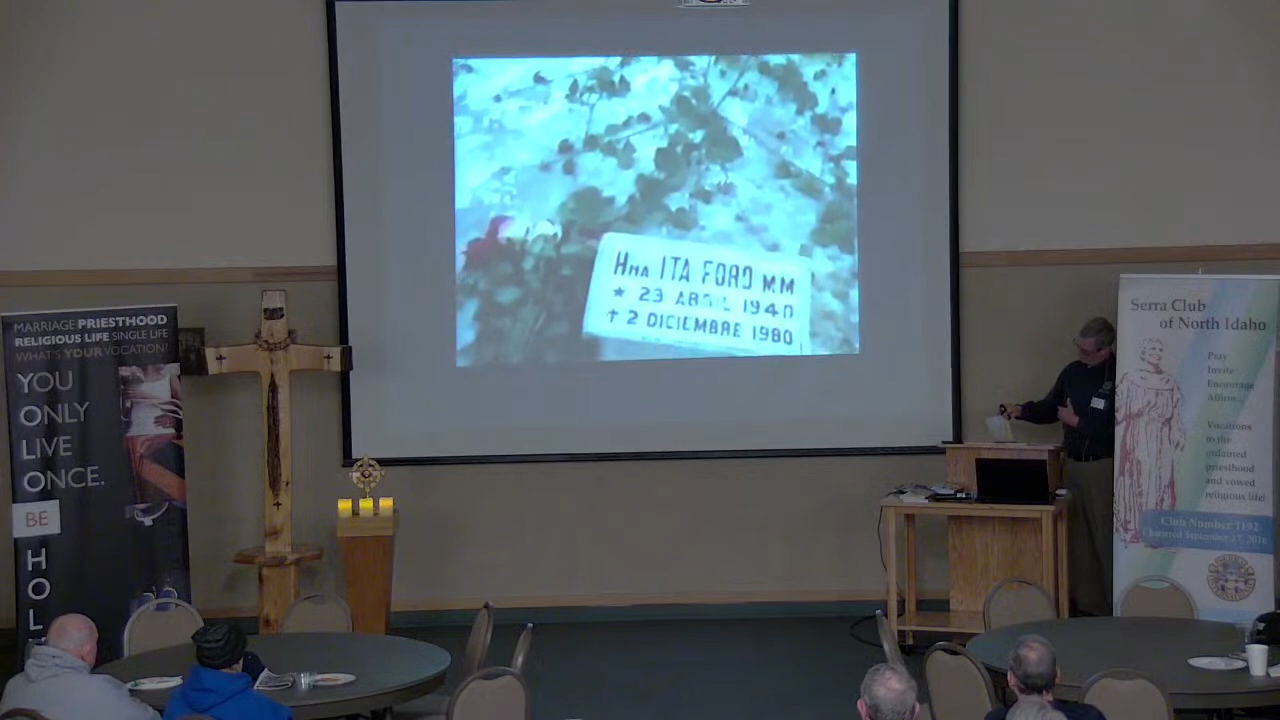 Hma ITA FORD M.M
* 23 ABRIL 1940
† 2 DICIEMBRE 1980
MARRIAGE PRIESTHOOD
RELIGIOUS LIFE SINGLE LIFE
WHAT'S YOUR VOCATION?
YOU
ONLY
LIVE
ONCE.
BE
H
O
L
Serra Club
of North Idaho
Pray
Invite
Encourage
Affirm...
Vocations
to the
ordained
priesthood
and vowed
religious life!
Club Number 1192
Chartered September 17, 2016